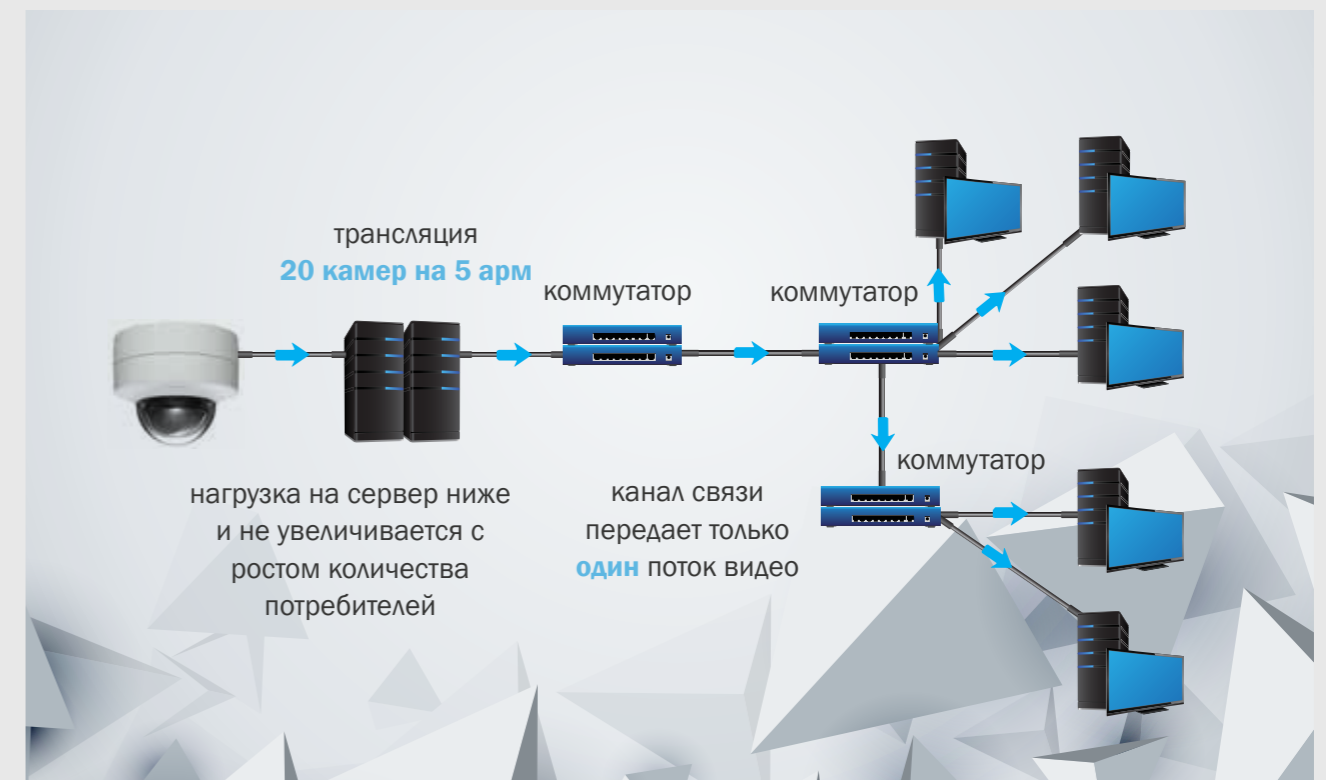 трансляция
20 камер на 5 арм
коммутатор
коммутатор
коммутатор
нагрузка на сервер ниже
и не увеличивается с
ростом количества
потребителей
канал связи
передает только
один поток видео